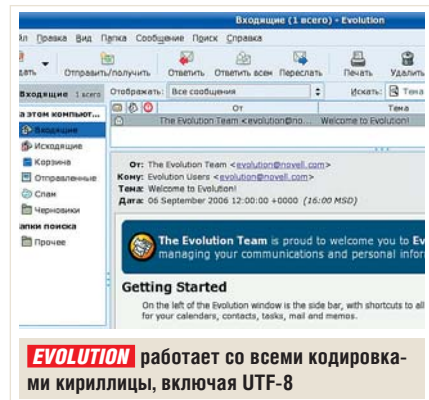 Входящие (1 всего) - Evolution
Правка Вид Папка Сообщение Поиск Справка
Отправить/получить Ответить Ответить всем Переслать Печать Удалить
Входящие 1 всего Отображать: Все сообщения Искать: Тема
а этом компьют...
От Тема
The Evolution Team <evolution@no... Welcome to Evolution!
Входящие
Исходящие
Корзина
Отправленные
Спам
Черновики
апки поиска
Прочее
От: The Evolution Team <evolution@novell.com>
Кому: Evolution Users <evolution@novell.com>
Тема: Welcome to Evolution!
Дата: 06 September 2006 12:00:00 +0000 (16:00 MSD)
The Evolution Team is proud to welcome you to Ev
managing your communications and personal infor
Getting Started
On the left of the Evolution window is the side bar, with shortcuts to all
for your calendars, contacts, tasks, mail and memos.
EVOLUTION работает со всеми кодировка-
ми кириллицы, включая UTF-8